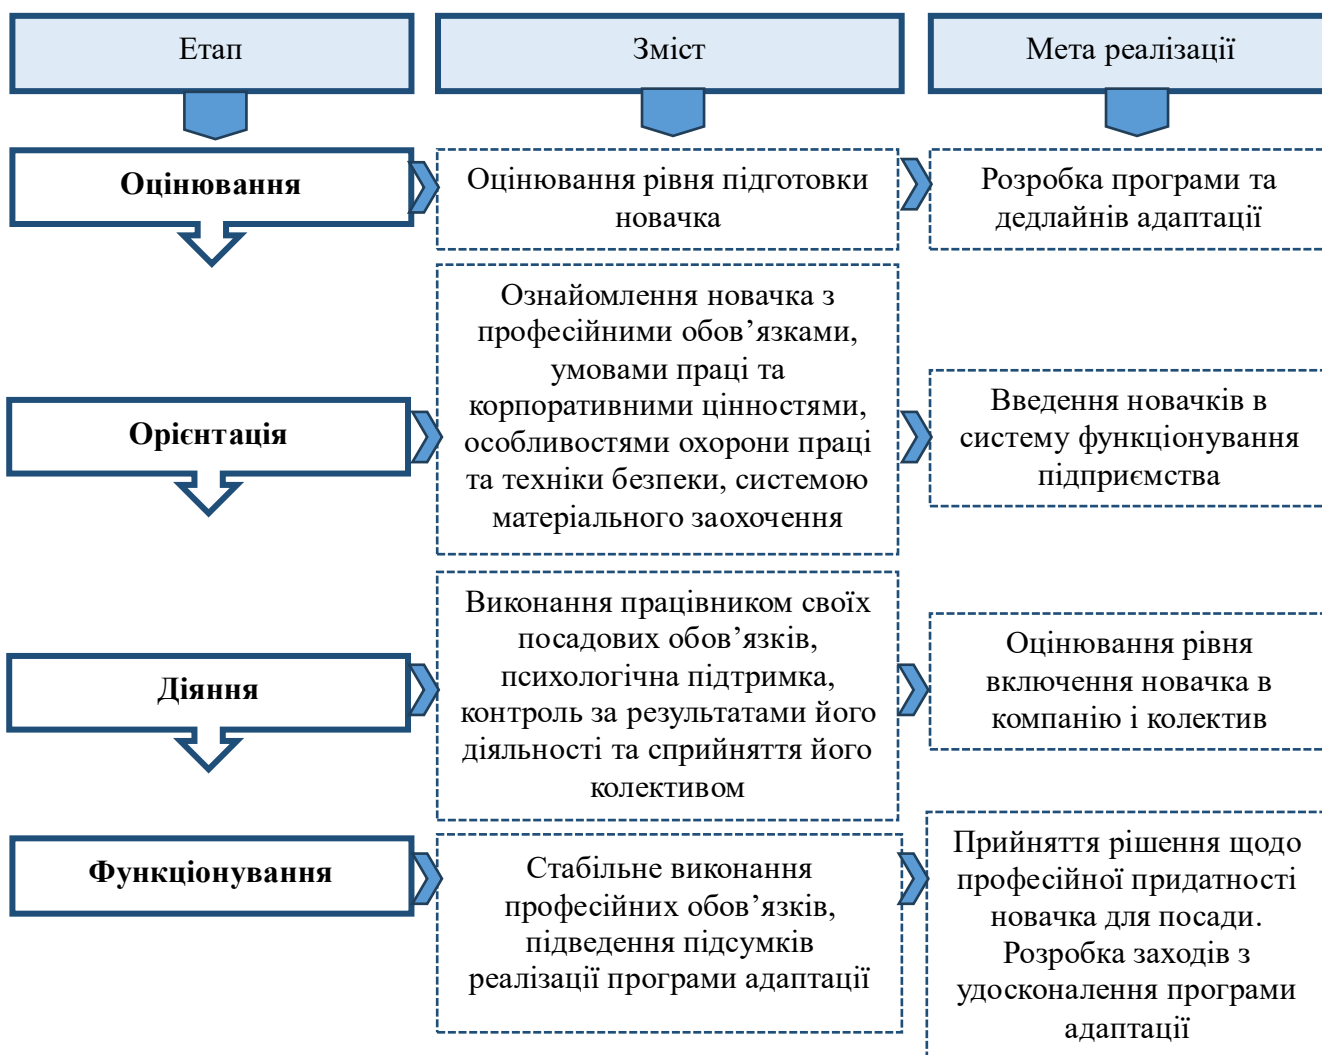 Етап
Зміст
Мета реалізації
Оцінювання
Оцінювання рівня підготовки
новачка
Розробка програми та
дедлайнів адаптації
Орієнтація
Ознайомлення новачка з
професійними обов’язками,
умовами праці та
корпоративними цінностями,
особливостями охорони праці
та техніки безпеки, системою
матеріального заохочення
Введення новачків в
систему функціонування
підприємства
Діяння
Виконання працівником своїх
посадових обов’язків,
психологічна підтримка,
контроль за результатами його
діяльності та сприйняття його
колективом
Оцінювання рівня
включення новачка в
компанію і колектив
Функціонування
Стабільне виконання
професійних обов’язків,
підведення підсумків
реалізації програми адаптації
Прийняття рішення щодо
професійної придатності
новачка для посади.
Розробка заходів з
удосконалення програми
адаптації